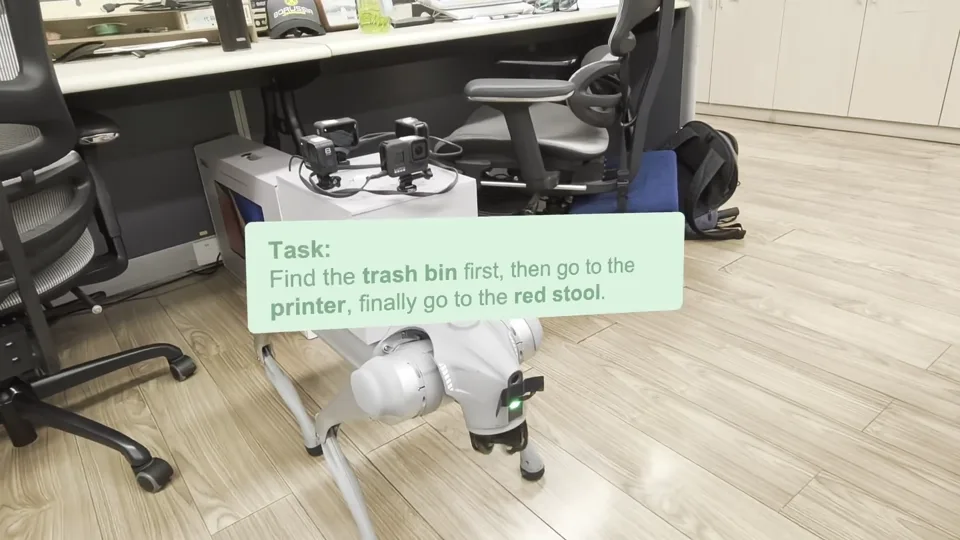 Task:
Find the trash bin first, then go to the
printer, finally go to the red stool.